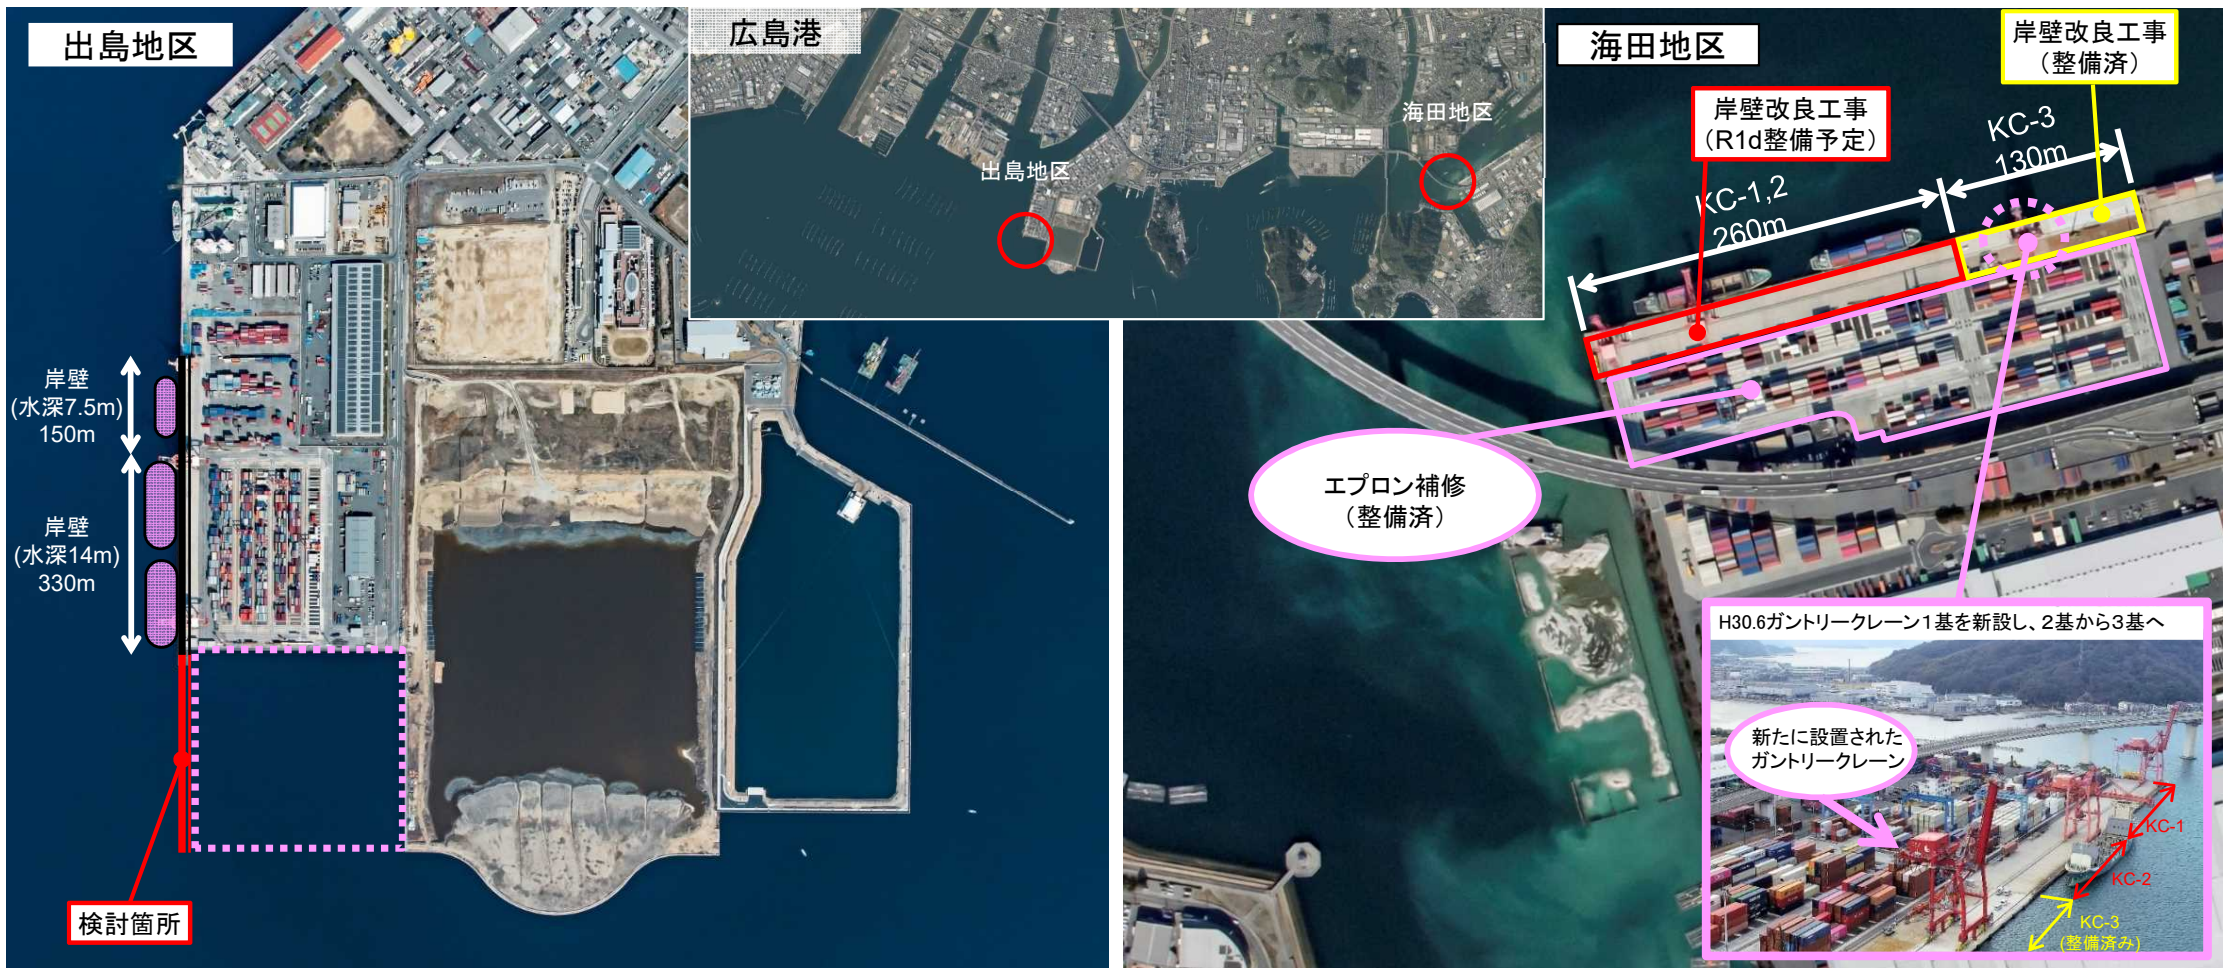 出島地区
広島港
海田地区
岸壁改良工事
（整備済）
岸壁改良工事
（R1d整備予定）
KC-3
130m
KC-1,2
260m
海田地区
出島地区
岸壁
(水深7.5m)
150m
岸壁
(水深14m)
330m
検討箇所
エプロン補修
（整備済）
H30.6ガントリークレーン１基を新設し、２基から３基へ
新たに設置された
ガントリークレーン
KC-1
KC-2
KC-3
(整備済み)